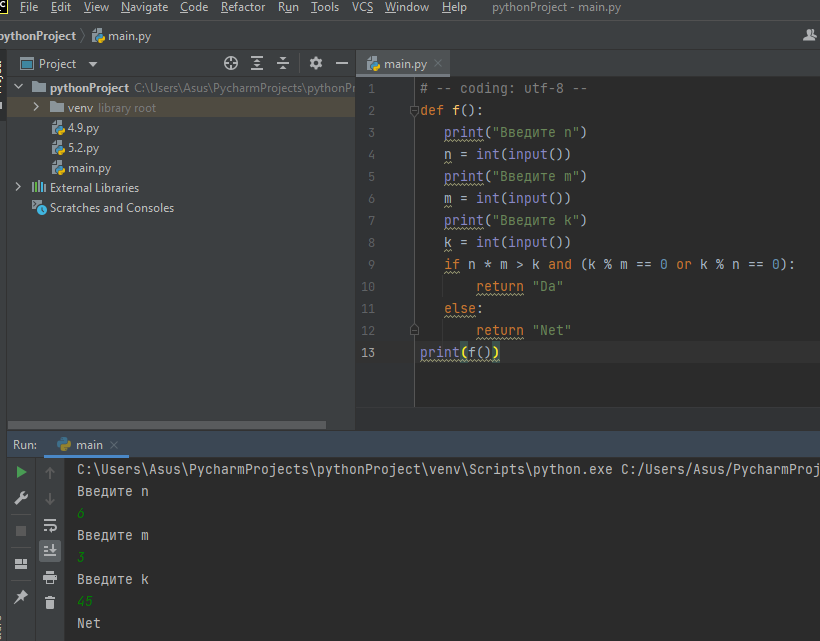 File Edit View Navigate Code Refactor Run Tools VCS Window Help pythonProject - main.py
pythonProject main.py
Project
main.py
pythonProject C:\Users\Asus\PycharmProjects\pythonPr
venv library root
4.9.py
5.2.py
main.py
External Libraries
Scratches and Consoles
1 # -- coding: utf-8 --
2 def f():
3 print("Введите n")
4 n = int(input())
5 print("Введите m")
6 m = int(input())
7 print("Введите k")
8 k = int(input())
9 if n * m > k and (k % m == 0 or k % n == 0):
10 return "Da"
11 else:
12 return "Net"
13 print(f())
Run: main
C:\Users\Asus\PycharmProjects\pythonProject\venv\Scripts\python.exe C:/Users/Asus/PycharmProj
Введите n
6
Введите m
3
Введите k
45
Net